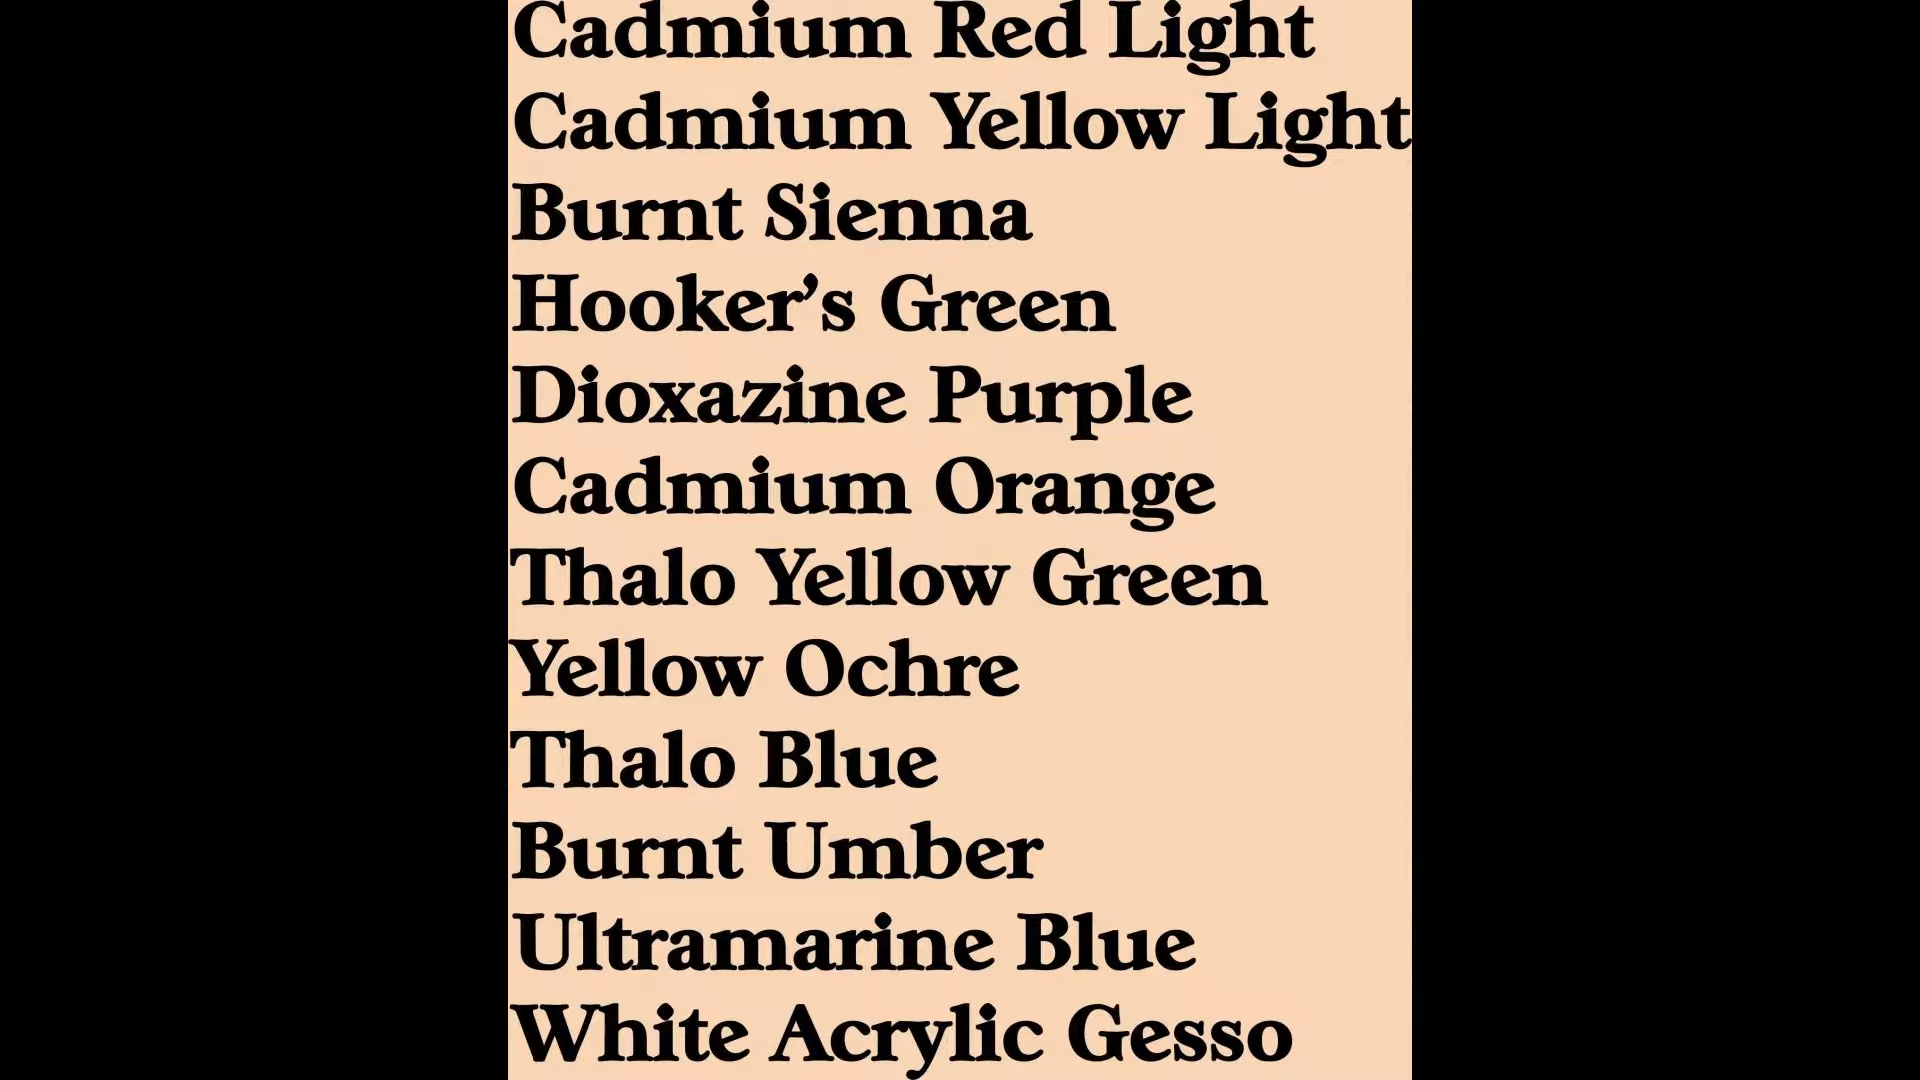 Cadmium Red Light
Cadmium Yellow Light
Burnt Sienna
Hooker’s Green
Dioxazine Purple
Cadmium Orange
Thalo Yellow Green
Yellow Ochre
Thalo Blue
Burnt Umber
Ultramarine Blue
White Acrylic Gesso